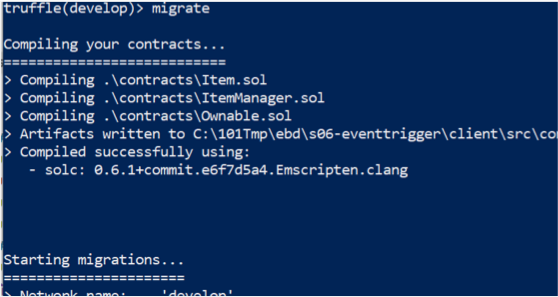 truffle(develop)> migrate
Compiling your contracts...
===========================
> Compiling .\contracts\Item.sol
> Compiling .\contracts\ItemManager.sol
> Compiling .\contracts\Ownable.sol
> Artifacts written to C:\101Tmp\ebd\s06-eventtrigger\client\src\con
> Compiled successfully using:
- solc: 0.6.1+commit.e6f7d5a4.Emscripten.clang
Starting migrations...
======================
> Network name: 'develop'